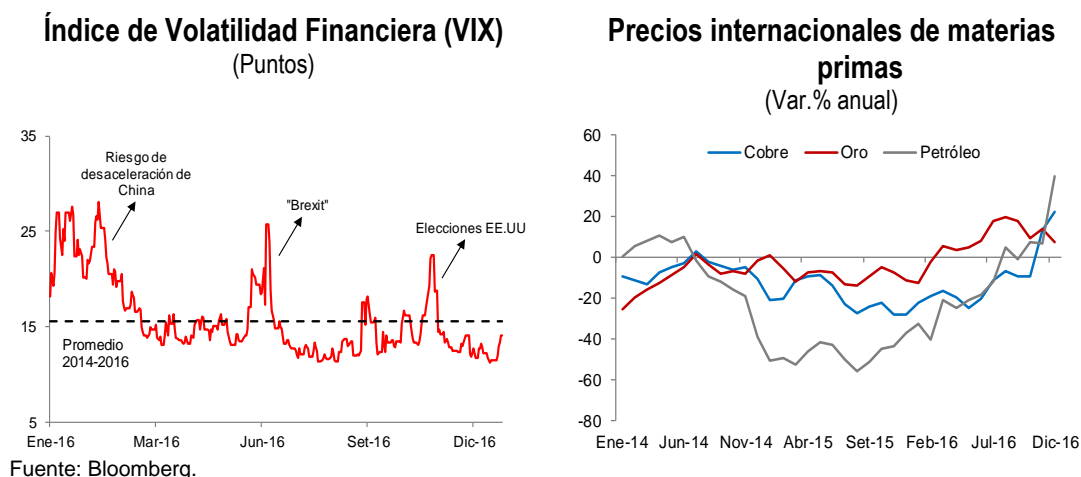 Índice de Volatilidad Financiera (VIX)
(Puntos)
35
25
15
5
Riesgo de
desaceleración de
China
"Brexit"
Elecciones EE.UU
Promedio
2014-2016
Ene-16 Mar-16 Jun-16 Set-16 Dic-16
Fuente: Bloomberg.
Precios internacionales de materias
primas
(Var.% anual)
60
40
20
0
-20
-40
-60
-80
Cobre Oro Petróleo
Ene-14 Jun-14 Nov-14 Abr-15 Set-15 Feb-16 Jul-16 Dic-16